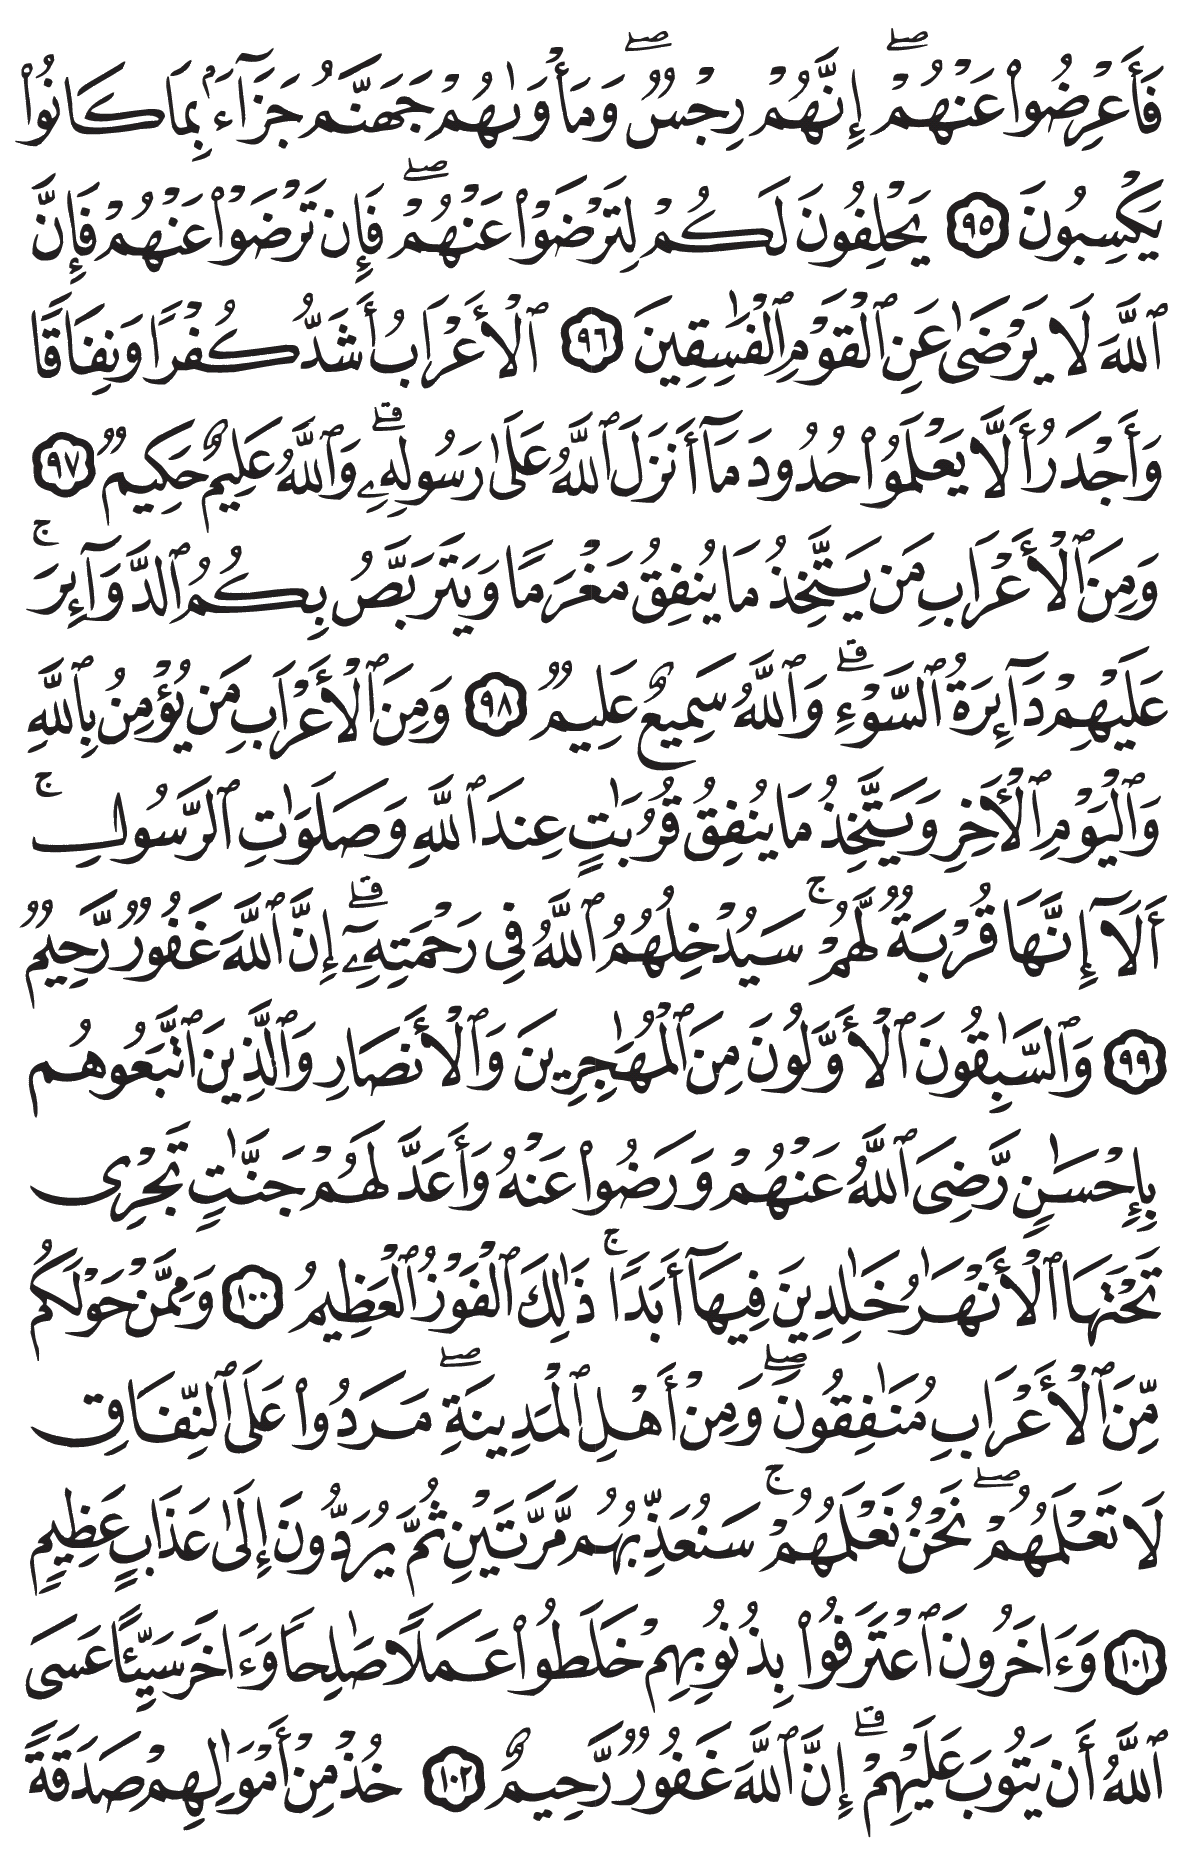 فَأَعْرِضُوا۟ عَنْهُمْ ۖ إِنَّهُمْ رِجْسٌ ۖ وَمَأْوَىٰهُمْ جَهَنَّمُ جَزَآءًۢ بِمَا كَانُوا۟
يَكْسِبُونَ ٩٥ يَحْلِفُونَ لَكُمْ لِتَرْضَوْا۟ عَنْهُمْ ۖ فَإِن تَرْضَوْا۟ عَنْهُمْ فَإِنَّ
ٱللَّهَ لَا يَرْضَىٰ عَنِ ٱلْقَوْمِ ٱلْفَـٰسِقِينَ ٩٦ ٱلْأَعْرَابُ أَشَدُّ كُفْرًا وَنِفَاقًا
وَأَجْدَرُ أَلَّا يَعْلَمُوا۟ حُدُودَ مَآ أَنزَلَ ٱللَّهُ عَلَىٰ رَسُولِهِۦ ۗ وَٱللَّهُ عَلِيمٌ حَكِيمٌ ٩٧
وَمِنَ ٱلْأَعْرَابِ مَن يَتَّخِذُ مَا يُنفِقُ مَغْرَمًا وَيَتَرَبَّصُ بِكُمُ ٱلدَّوَآئِرَ ۚ
عَلَيْهِمْ دَآئِرَةُ ٱلسَّوْءِ ۗ وَٱللَّهُ سَمِيعٌ عَلِيمٌ ٩٨ وَمِنَ ٱلْأَعْرَابِ مَن يُؤْمِنُ بِٱللَّهِ
وَٱلْيَوْمِ ٱلْـَٔاخِرِ وَيَتَّخِذُ مَا يُنفِقُ قُرُبَـٰتٍ عِندَ ٱللَّهِ وَصَلَوَٰتِ ٱلرَّسُولِ ۚ
أَلَآ إِنَّهَا قُرْبَةٌ لَّهُمْ ۚ سَيُدْخِلُهُمُ ٱللَّهُ فِى رَحْمَتِهِۦٓ ۗ إِنَّ ٱللَّهَ غَفُورٌ رَّحِيمٌ
٩٩ وَٱلسَّـٰبِقُونَ ٱلْأَوَّلُونَ مِنَ ٱلْمُهَـٰجِرِينَ وَٱلْأَنصَارِ وَٱلَّذِينَ ٱتَّبَعُوهُم
بِإِحْسَـٰنٍ رَّضِىَ ٱللَّهُ عَنْهُمْ وَرَضُوا۟ عَنْهُ وَأَعَدَّ لَهُمْ جَنَّـٰتٍ تَجْرِى
تَحْتَهَا ٱلْأَنْهَـٰرُ خَـٰلِدِينَ فِيهَآ أَبَدًا ۚ ذَٰلِكَ ٱلْفَوْزُ ٱلْعَظِيمُ ١٠٠ وَمِمَّنْ حَوْلَكُم
مِّنَ ٱلْأَعْرَابِ مُنَـٰفِقُونَ ۖ وَمِنْ أَهْلِ ٱلْمَدِينَةِ ۖ مَرَدُوا۟ عَلَى ٱلنِّفَاقِ
لَا تَعْلَمُهُمْ ۖ نَحْنُ نَعْلَمُهُمْ ۚ سَنُعَذِّبُهُم مَّرَّتَيْنِ ثُمَّ يُرَدُّونَ إِلَىٰ عَذَابٍ عَظِيمٍ
١٠١ وَءَاخَرُونَ ٱعْتَرَفُوا۟ بِذُنُوبِهِمْ خَلَطُوا۟ عَمَلًا صَـٰلِحًا وَءَاخَرَ سَيِّئًا عَسَى
ٱللَّهُ أَن يَتُوبَ عَلَيْهِمْ ۗ إِنَّ ٱللَّهَ غَفُورٌ رَّحِيمٌ ١٠٢ خُذْ مِنْ أَمْوَٰلِهِمْ صَدَقَةً